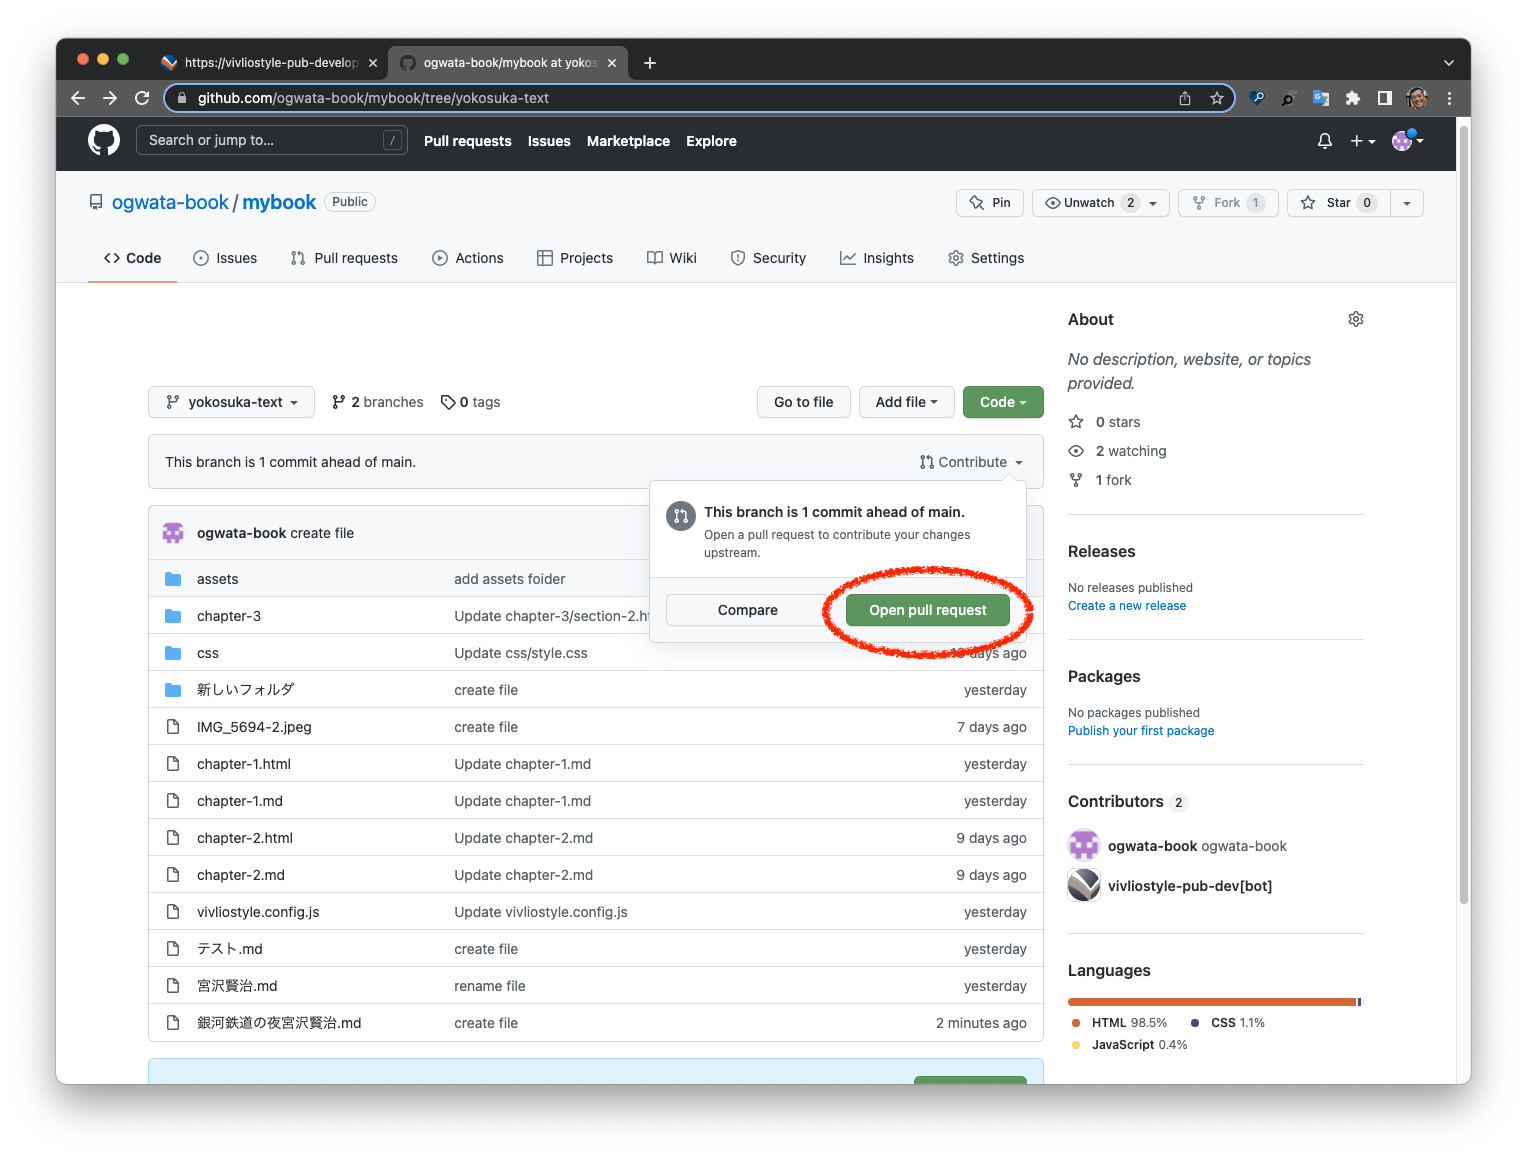 https://vivliostyle-pub-develop
ogwata-book/mybook at yokos
github.com/ogwata-book/mybook/tree/yokosuka-text
Search or jump to... /
Pull requests Issues Marketplace Explore
ogwata-book / mybook Public
Pin Unwatch 2 Fork 1 Star 0
Code Issues Pull requests Actions Projects Wiki Security Insights Settings
yokosuka-text 2 branches 0 tags Go to file Add file Code
This branch is 1 commit ahead of main. Contribute
This branch is 1 commit ahead of main.
Open a pull request to contribute your changes
upstream.
Compare Open pull request
ogwata-book create file
assets add assets foider
chapter-3 Update chapter-3/section-2.ht
css Update css/style.css days ago
新しいフォルダ create file yesterday
IMG_5694-2.jpeg create file 7 days ago
chapter-1.html Update chapter-1.md yesterday
chapter-1.md Update chapter-1.md yesterday
chapter-2.html Update chapter-2.md 9 days ago
chapter-2.md Update chapter-2.md 9 days ago
vivliostyle.config.js Update vivliostyle.config.js yesterday
テスト.md create file yesterday
宮沢賢治.md rename file yesterday
銀河鉄道の夜宮沢賢治.md create file 2 minutes ago
About
No description, website, or topics
provided.
0 stars
2 watching
1 fork
Releases
No releases published
Create a new release
Packages
No packages published
Publish your first package
Contributors 2
ogwata-book ogwata-book
vivliostyle-pub-dev[bot]
Languages
HTML 98.5% CSS 1.1%
JavaScript 0.4%